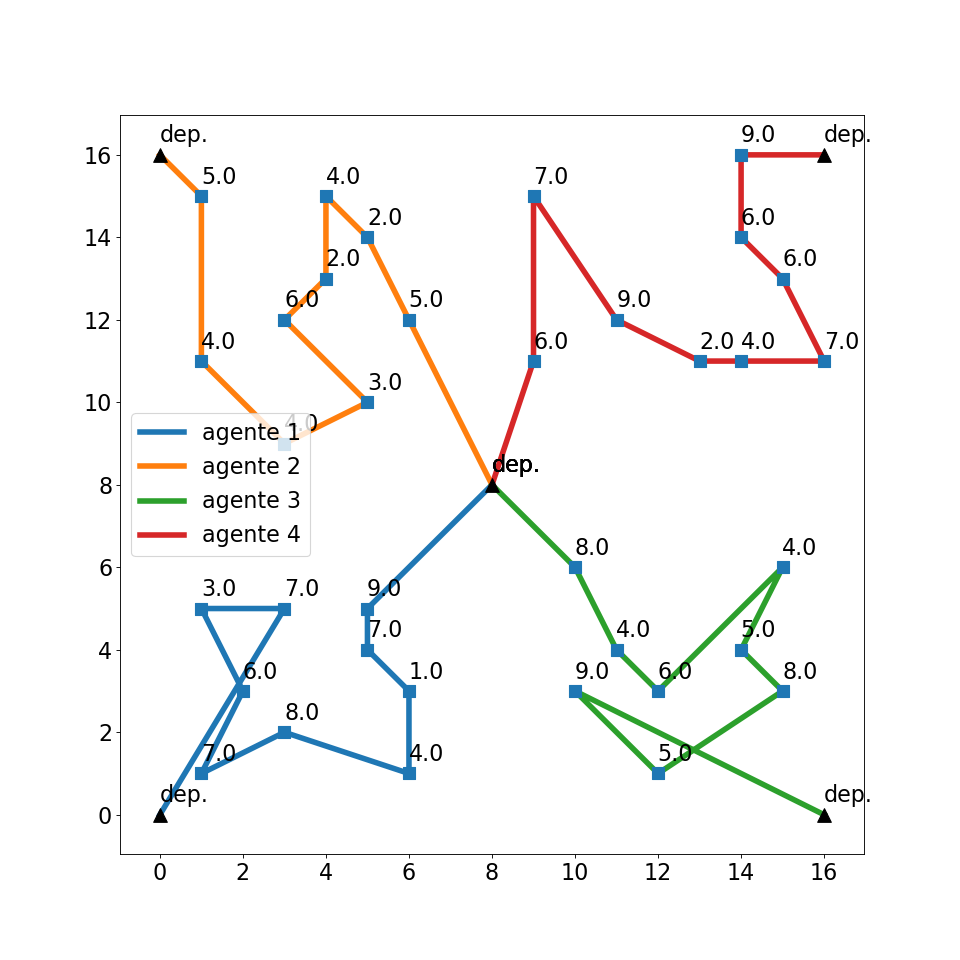 9.0 dep.
dep.
16
5.0 4.0 7.0
2.0 6.0
14
2.0 6.0
6.0 5.0 9.0
12
4.0 6.0 2.0 4.0 7.0
3.0
10
4.0
agente 1
agente 2
agente 3
agente 4
dep.
8
8.0 4.0
6
3.0 7.0 9.0
7.0 4.0 5.0
4
6.0 1.0 9.0 6.0 8.0
8.0
2
7.0 4.0 5.0
dep. dep.
0
0 2 4 6 8 10 12 14 16